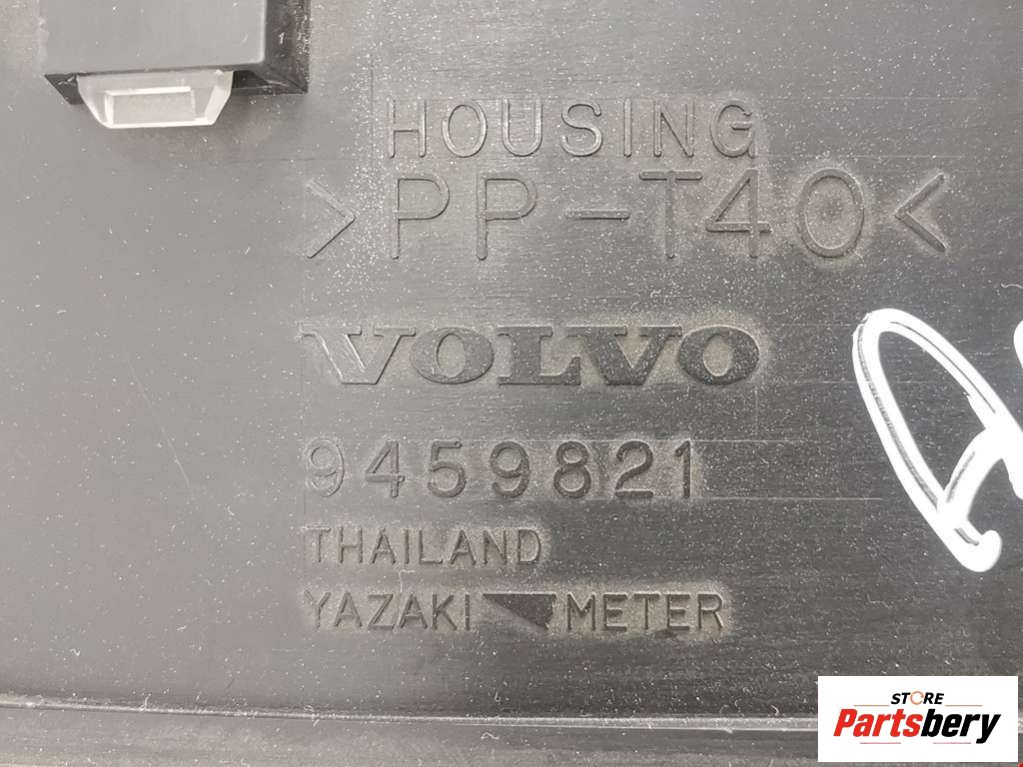 HOUSING
>PP-T40<
VOLVO
9459821
THAILAND
YAZAKI METER
STORE
Partsbery